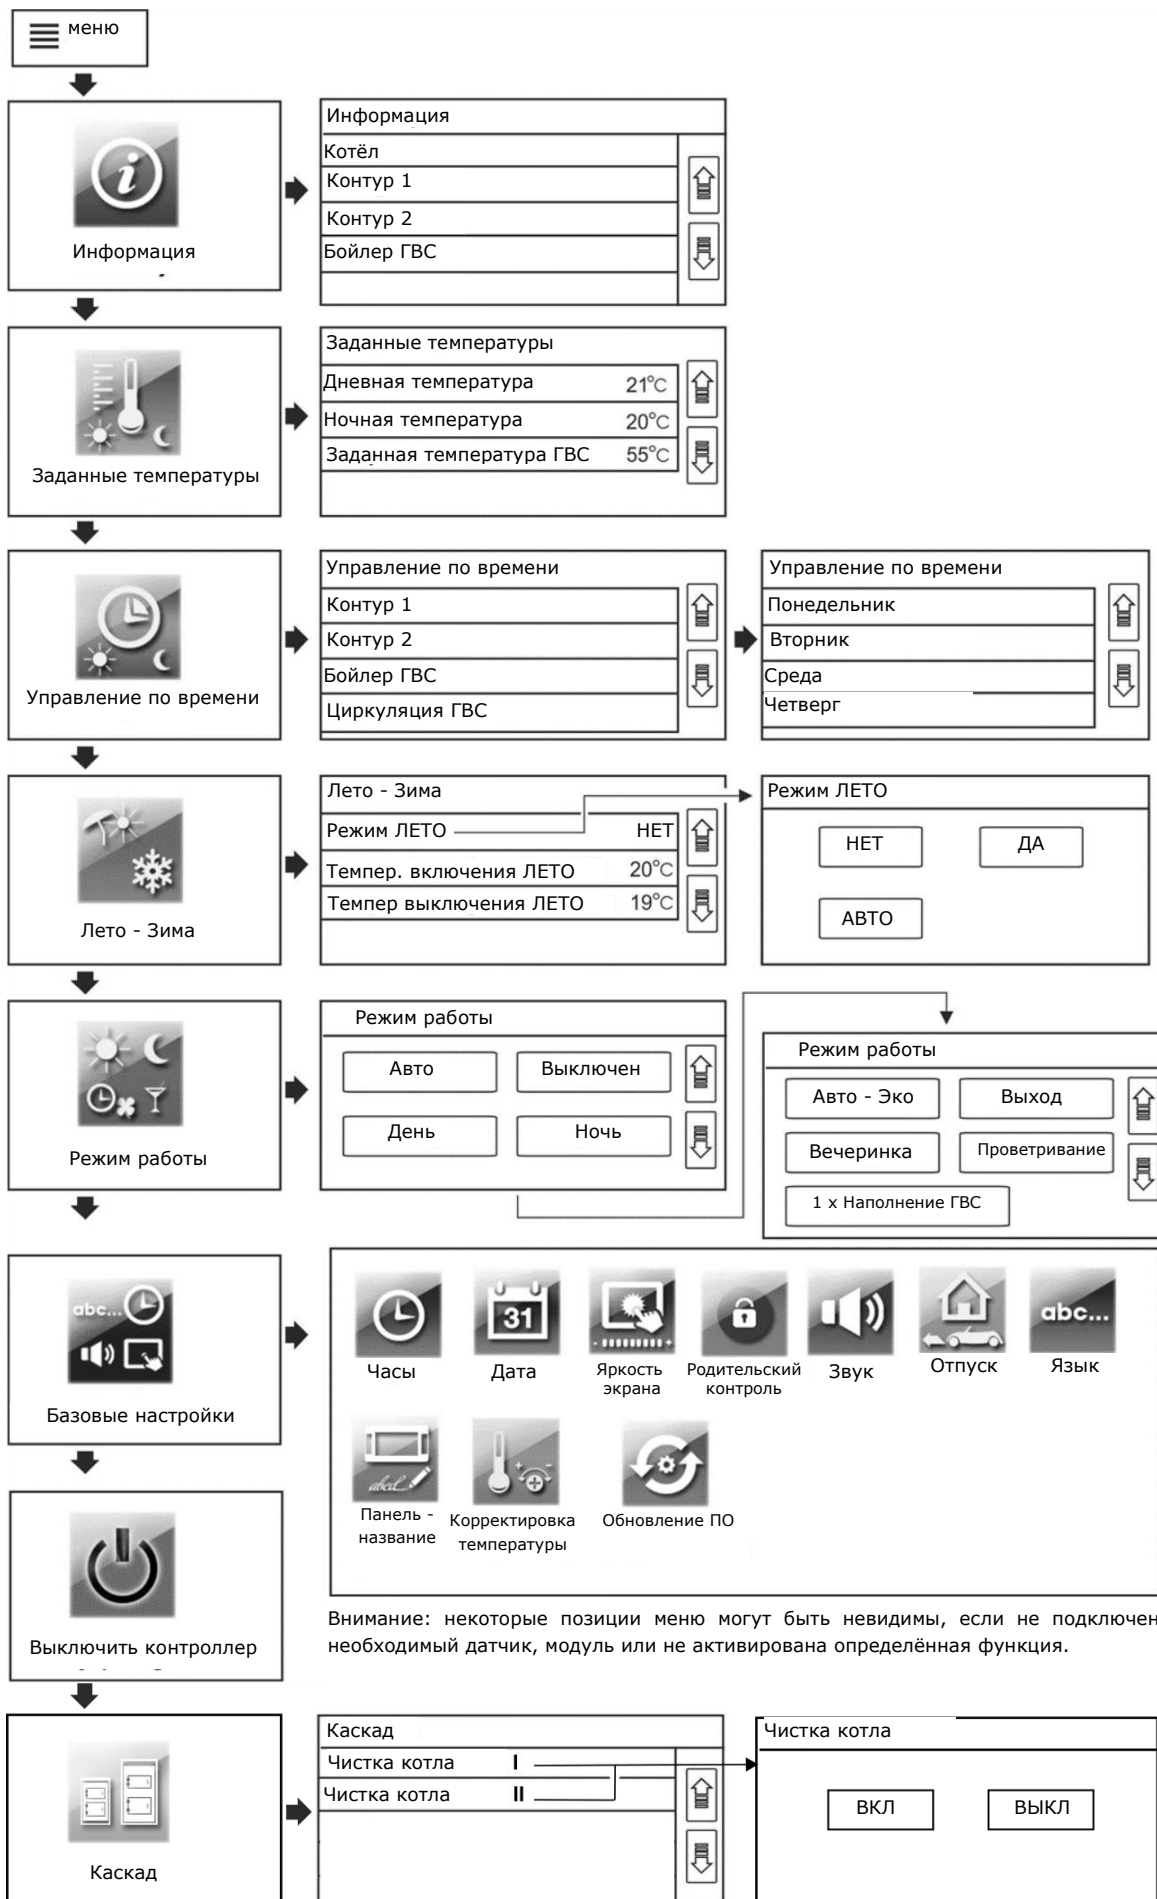 меню
Информация
Информация
Котёл
Контур 1
Контур 2
Бойлер ГВС
Заданные температуры
Заданные температуры
Дневная температура 21°C
Ночная температура 20°C
Заданная температура ГВС 55°C
Управление по времени
Управление по времени
Контур 1
Контур 2
Бойлер ГВС
Циркуляция ГВС
Управление по времени
Понедельник
Вторник
Среда
Четверг
Лето - Зима
Лето - Зима
Режим ЛЕТО НЕТ
Темпер. включения ЛЕТО 20°C
Темпер выключения ЛЕТО 19°C
Режим ЛЕТО
НЕТ ДА
АВТО
Режим работы
Режим работы
Авто Выключен
День Ночь
Режим работы
Авто - Эко Выход
Вечеринка Проветривание
1 x Наполнение ГВС
abc...
Базовые настройки
31
abc...
Часы Дата Яркость экрана Родительский контроль Звук Отпуск Язык
abcd
Панель - название Корректировка температуры Обновление ПО
Внимание: некоторые позиции меню могут быть невидимы, если не подключен
необходимый датчик, модуль или не активирована определённая функция.
Выключить контроллер
Каскад
Каскад
Чистка котла I
Чистка котла II
Чистка котла
ВКЛ ВЫКЛ